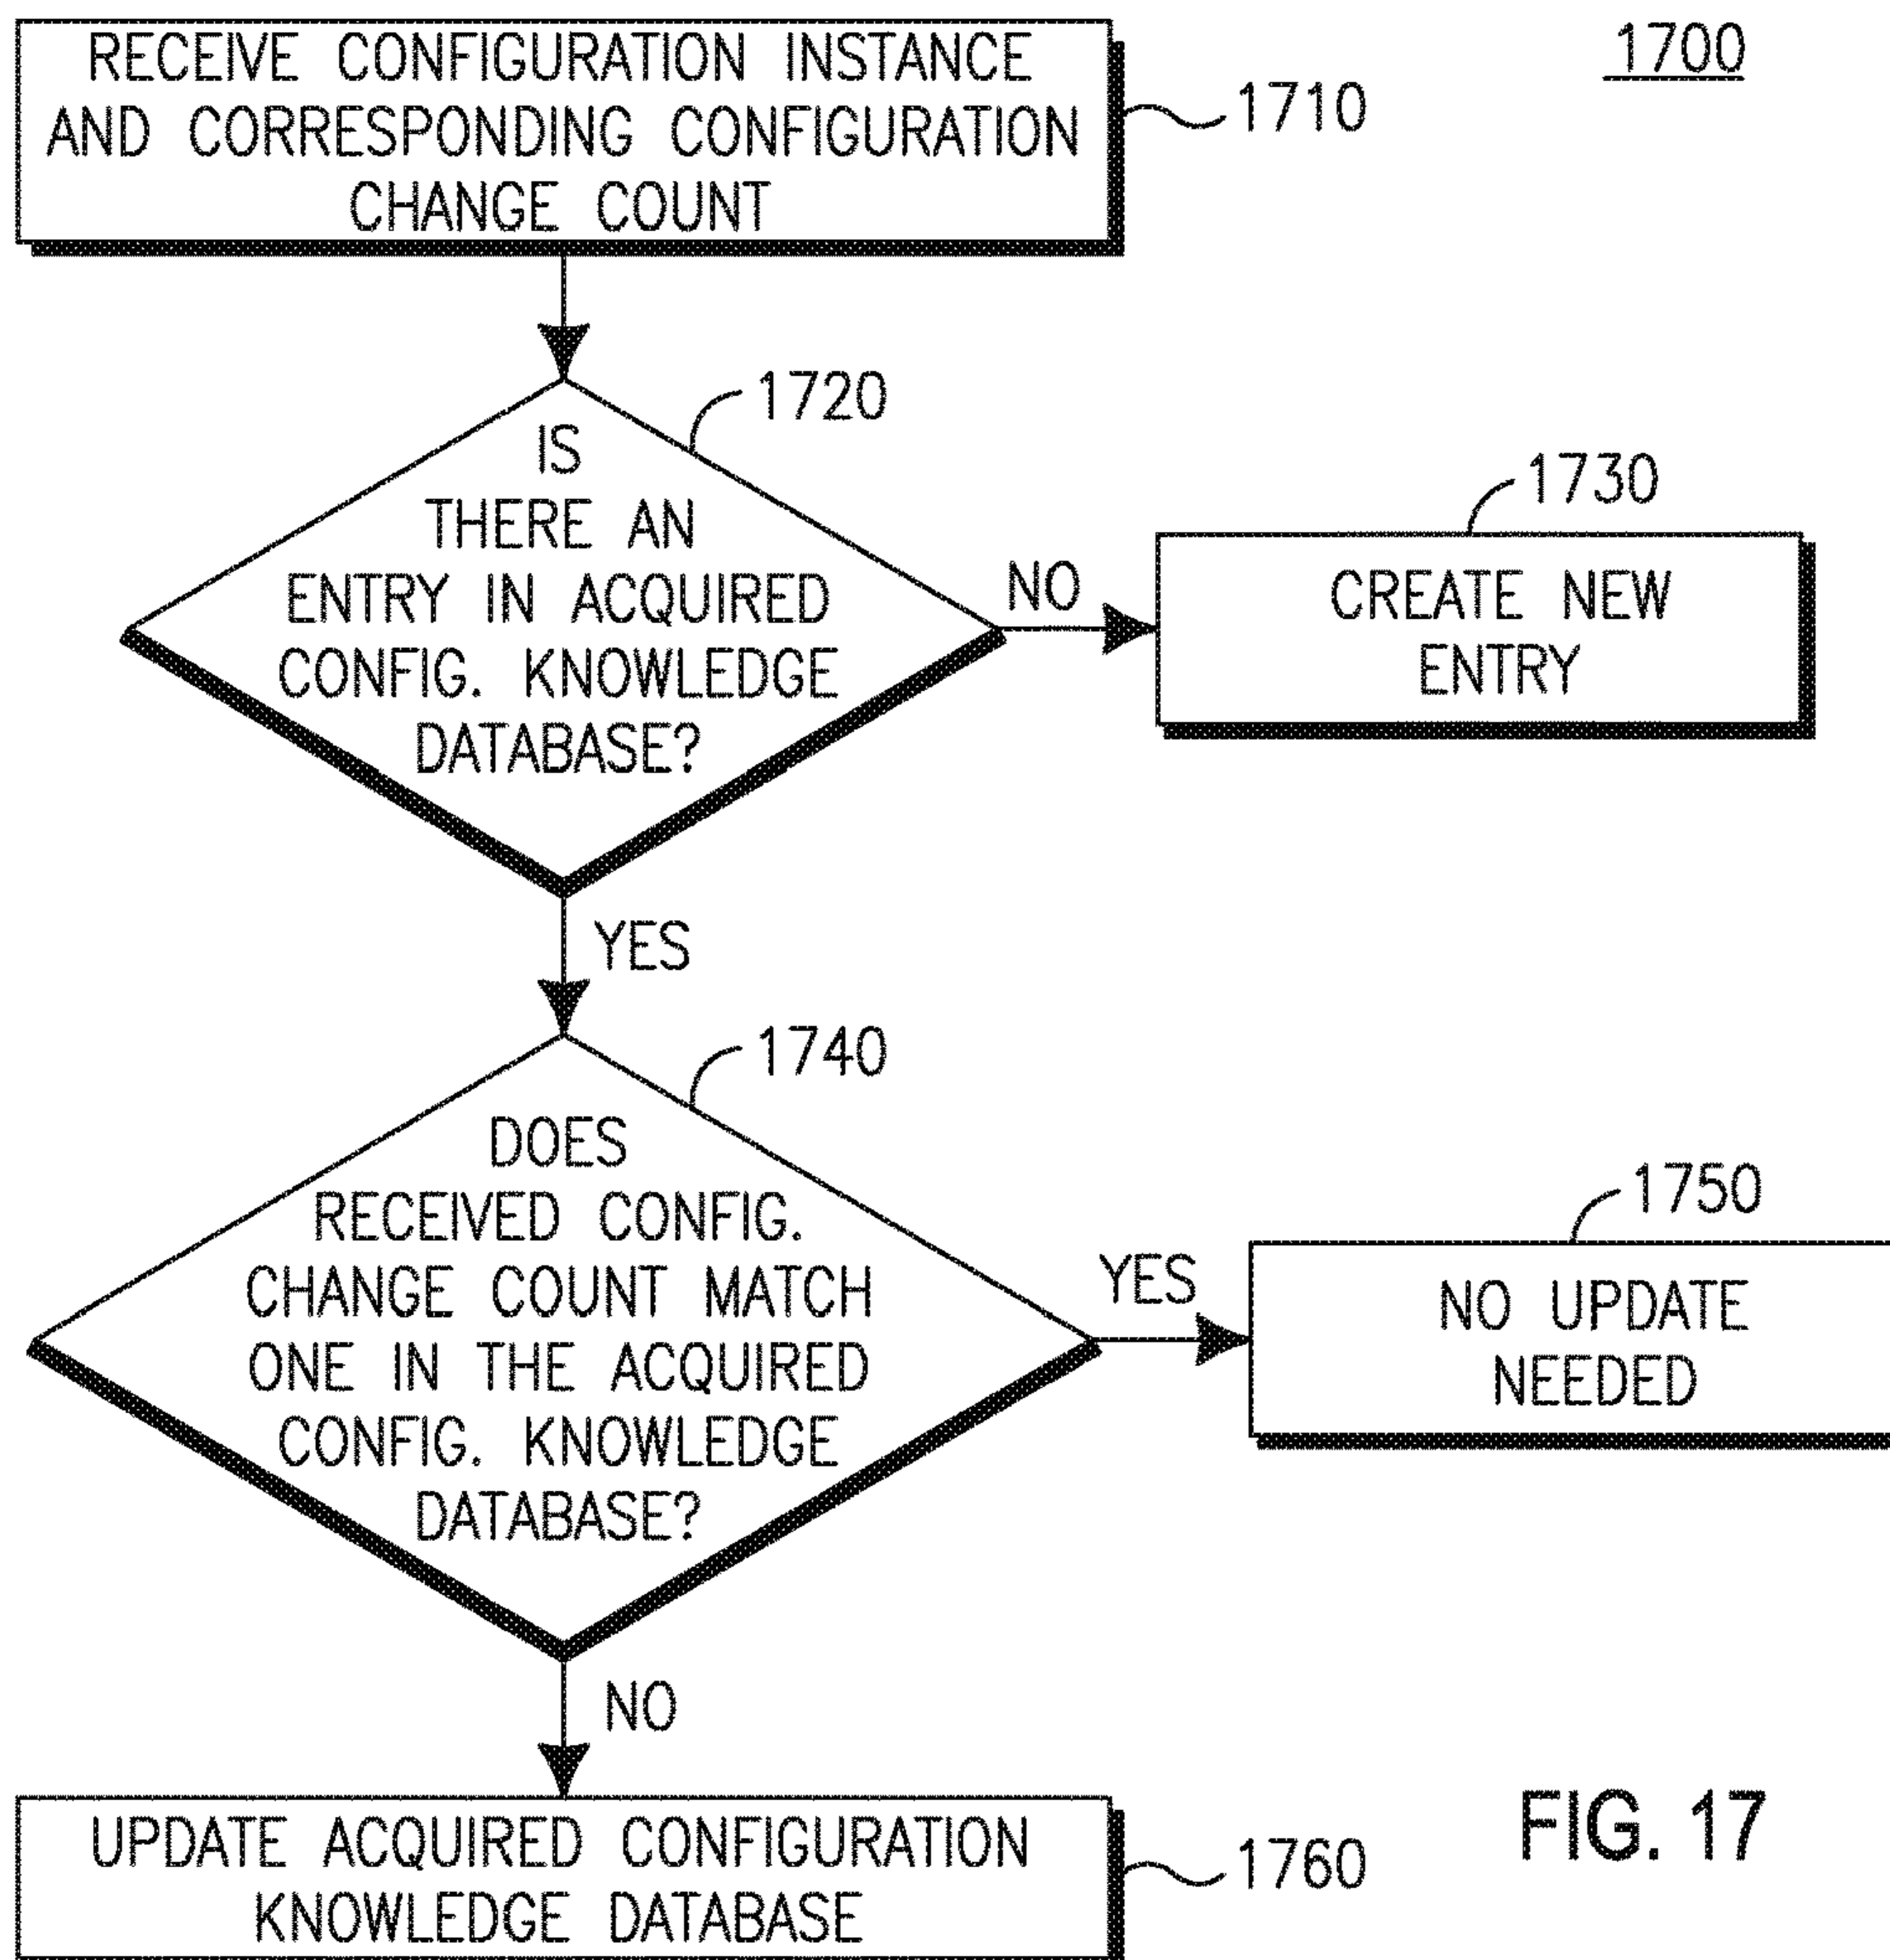 1700
RECEIVE CONFIGURATION INSTANCE
AND CORRESPONDING CONFIGURATION
CHANGE COUNT
1710
1720
IS
THERE AN
ENTRY IN ACQUIRED
CONFIG. KNOWLEDGE
DATABASE?
NO
1730
CREATE NEW
ENTRY
YES
1740
DOES
RECEIVED CONFIG.
CHANGE COUNT MATCH
ONE IN THE ACQUIRED
CONFIG. KNOWLEDGE
DATABASE?
YES
1750
NO UPDATE
NEEDED
NO
UPDATE ACQUIRED CONFIGURATION
KNOWLEDGE DATABASE
1760
FIG. 17